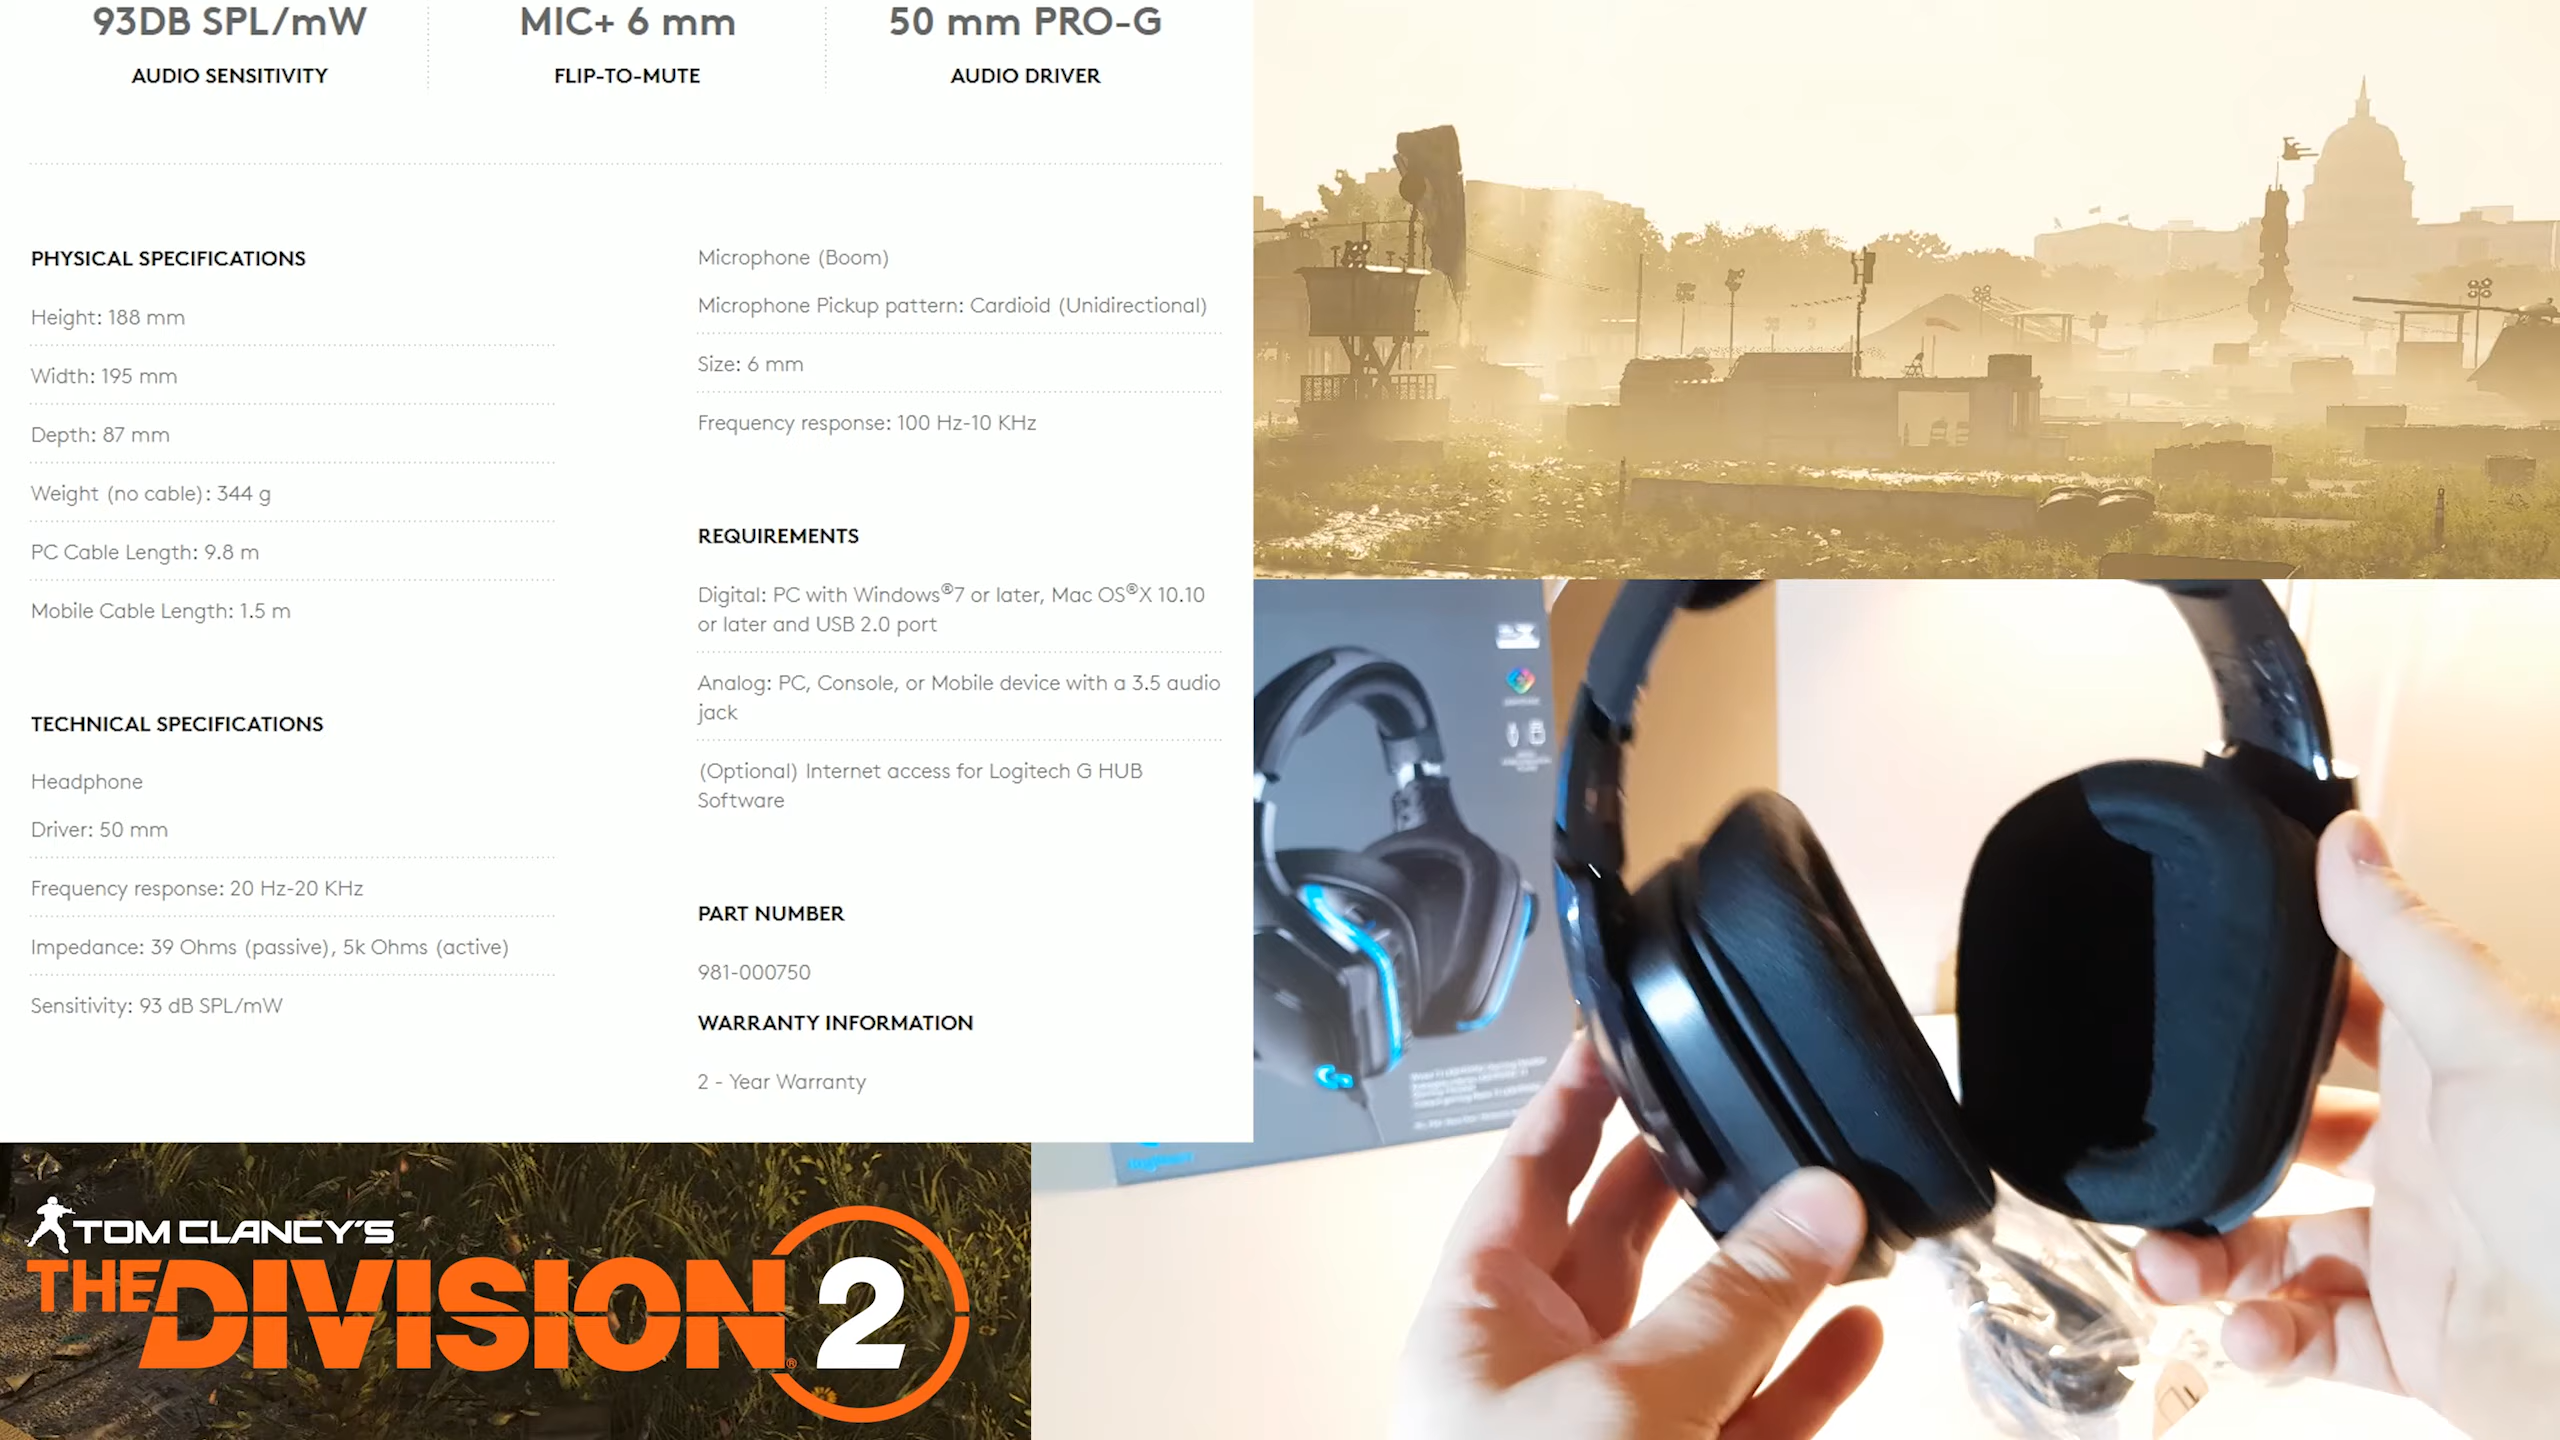 93DB SPL/mW
AUDIO SENSITIVITY
MIC+ 6 mm
FLIP-TO-MUTE
50 mm PRO-G
AUDIO DRIVER
PHYSICAL SPECIFICATIONS
Height: 188 mm
Width: 195 mm
Depth: 87 mm
Weight (no cable): 344 g
PC Cable Length: 9.8 m
Mobile Cable Length: 1.5 m
TECHNICAL SPECIFICATIONS
Headphone
Driver: 50 mm
Frequency response: 20 Hz-20 KHz
Impedance: 39 Ohms (passive), 5k Ohms (active)
Sensitivity: 93 dB SPL/mW
Microphone (Boom)
Microphone Pickup pattern: Cardioid (Unidirectional)
Size: 6 mm
Frequency response: 100 Hz-10 KHz
REQUIREMENTS
Digital: PC with Windows®7 or later, Mac OS®X 10.10
or later and USB 2.0 port
Analog: PC, Console, or Mobile device with a 3.5 audio
jack
(Optional) Internet access for Logitech G HUB
Software
PART NUMBER
981-000750
WARRANTY INFORMATION
2 - Year Warranty
TOM CLANCY'S
THE DIVISION® 2